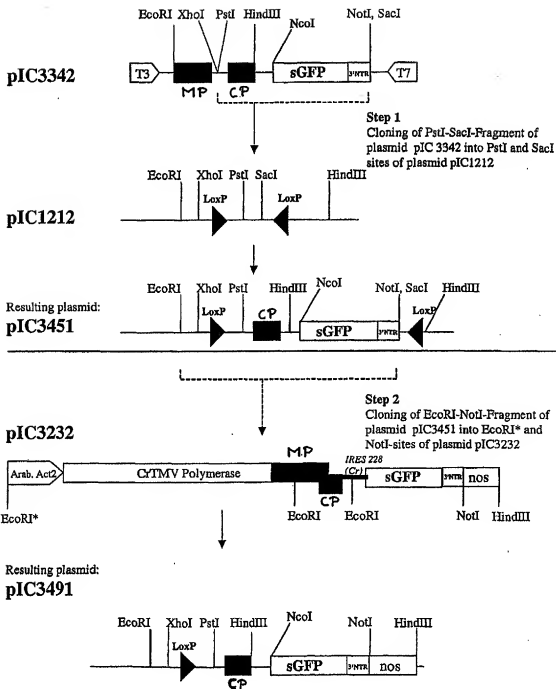 EcoRI XhoI PstI HindIII NotI, SacI
NcoI
pIC3342
T3 sGFP 3'NTR T7
MP CP
Step 1
Cloning of PstI-SacI-Fragment of
plasmid pIC 3342 into PstI and SacI
sites of plasmid pIC1212
EcoRI XhoI PstI SacI HindIII
LoxP LoxP
pIC1212
EcoRI XhoI PstI HindIII NcoI NotI, SacI HindIII
Resulting plasmid:
LoxP CP LoxP
pIC3451
sGFP 3'NTR
Step 2
Cloning of EcoRI-NotI-Fragment of
plasmid pIC3451 into EcoRI* and
NotI-sites of plasmid pIC3232
pIC3232
MP IRES 228
(Cr)
Arab. Act2 CrTMV Polymerase sGFP 3'NTR nos
CP
EcoRI* EcoRI EcoRI NotI HindIII
Resulting plasmid:
pIC3491
EcoRI XhoI PstI HindIII NcoI NotI HindIII
LoxP
sGFP 3'NTR nos
CP